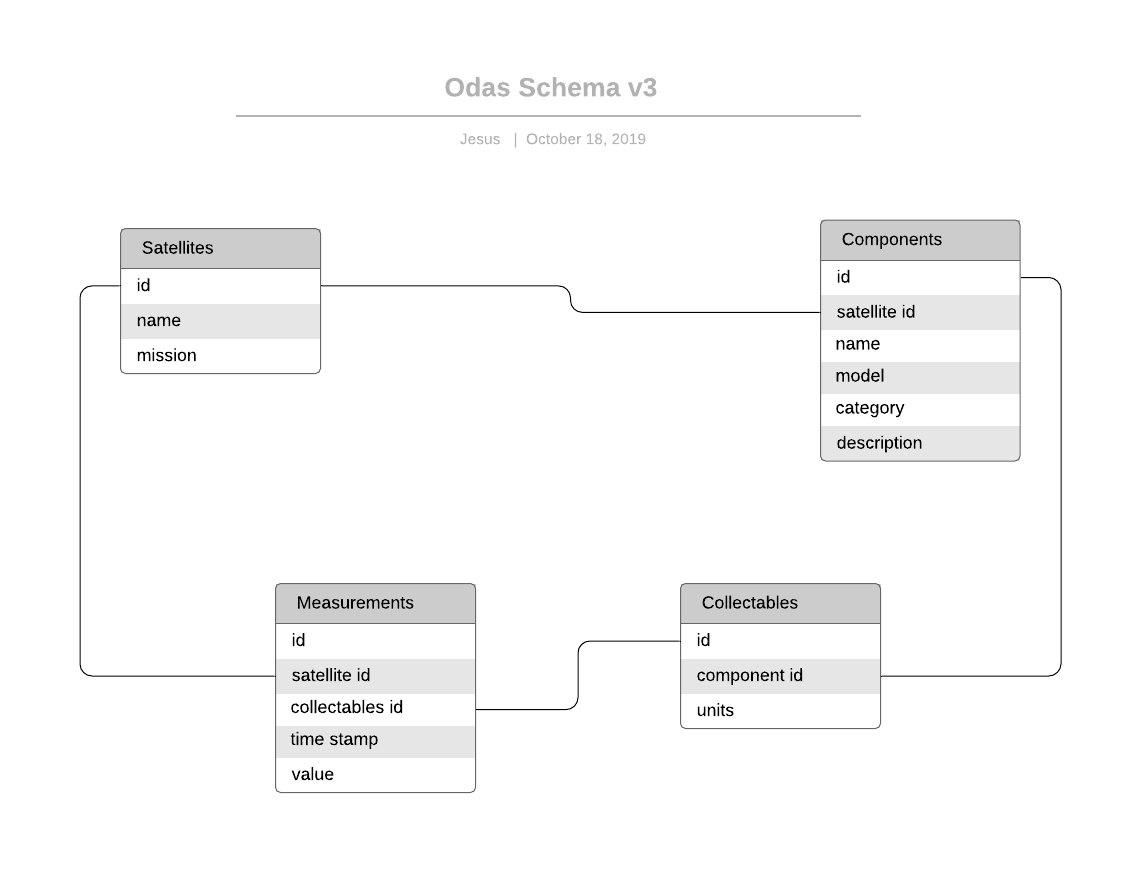 Odas Schema v3
Jesus | October 18, 2019
Satellites
id
name
mission
Components
id
satellite id
name
model
category
description
Measurements
id
satellite id
collectables id
time stamp
value
Collectables
id
component id
units